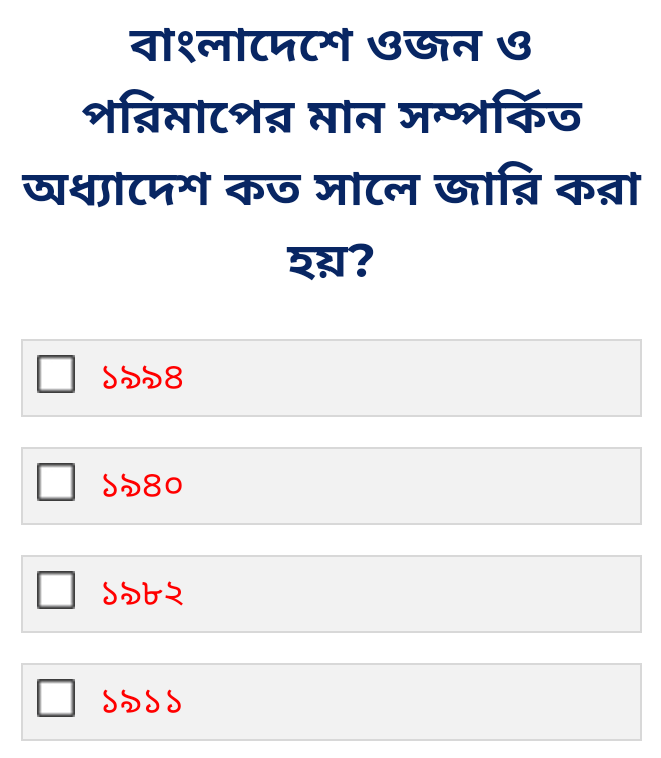 বাংলাদেশে ওজন ও
পরিমাপের মান সম্পর্কিত
অধ্যাদেশ কত সালে জারি করা
হয়?
১৯৯৪
১৯৪০
১৯৮২
১৯১১